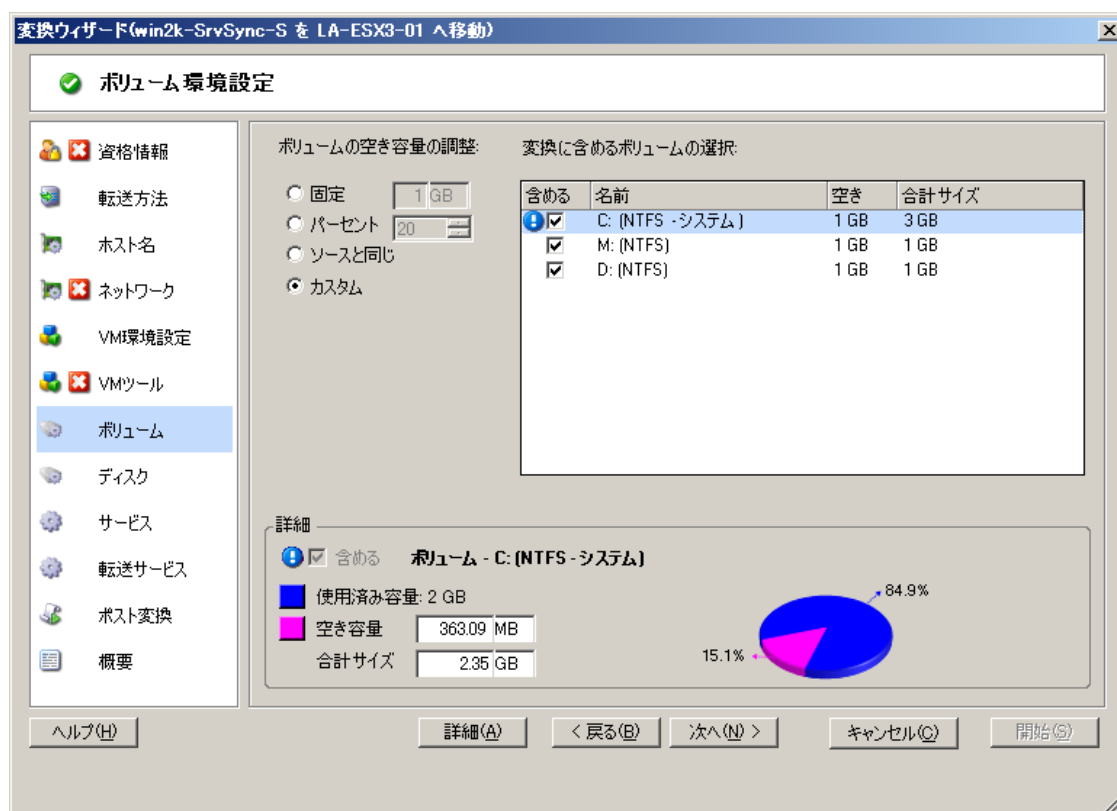 変換ウィザード(win2k-SrvSync-S を LA-ESX3-01 へ移動)
ボリューム環境設定
資格情報
転送方法
ホスト名
ネットワーク
VM環境設定
VMツール
ボリューム
ディスク
サービス
転送サービス
ポスト変換
概要
ボリュームの空き容量の調整:
固定 1 GB
パーセント 20
ソースと同じ
カスタム
変換に含めるボリュームの選択:
含める 名前 空き 合計サイズ
C: (NTFS - システム) 1 GB 3 GB
M: (NTFS) 1 GB 1 GB
D: (NTFS) 1 GB 1 GB
詳細
含める ボリューム - C: (NTFS - システム)
使用済み容量: 2 GB
空き容量 363.09 MB
合計サイズ 2.35 GB
84.9%
15.1%
ヘルプ(H) 詳細(A) < 戻る(B) 次へ(N) > キャンセル(C) 開始(S)